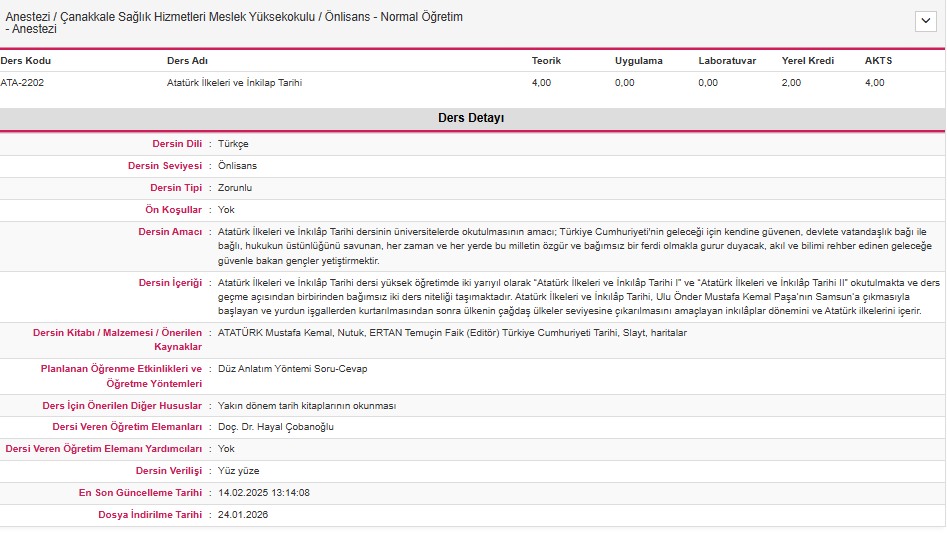 Anestezi / Çanakkale Sağlık Hizmetleri Meslek Yüksekokulu / Önlisans - Normal Öğretim
- Anestezi
Ders Kodu Ders Adı Teorik Uygulama Laboratuvar Yerel Kredi AKTS
ATA-2202 Atatürk İlkeleri ve İnkilap Tarihi 4,00 0,00 0,00 2,00 4,00
Ders Detayı
Dersin Dili : Türkçe
Dersin Seviyesi : Önlisans
Dersin Tipi : Zorunlu
Ön Koşullar : Yok
Dersin Amacı : Atatürk İlkeleri ve İnkılâp Tarihi dersinin üniversitelerde okutulmasının amacı; Türkiye Cumhuriyeti'nin geleceği için kendine güvenen, devlete vatandaşlık bağı ile
bağlı, hukukun üstünlüğünü savunan, her zaman ve her yerde bu milletin özgür ve bağımsız bir ferdi olmakla gurur duyacak, akıl ve bilimi rehber edinen geleceğe
güvenle bakan gençler yetiştirmektir.
Dersin İçeriği : Atatürk İlkeleri ve İnkılâp Tarihi dersi yüksek öğretimde iki yarıyıl olarak “Atatürk İlkeleri ve İnkılâp Tarihi I” ve “Atatürk İlkeleri ve İnkılâp Tarihi II” okutulmakta ve ders
geçme açısından birbirinden bağımsız iki ders niteliği taşımaktadır. Atatürk İlkeleri ve İnkılâp Tarihi, Ulu Önder Mustafa Kemal Paşa’nın Samsun’a çıkmasıyla
başlayan ve yurdun işgallerden kurtarılmasından sonra ülkenin çağdaş ülkeler seviyesine çıkarılmasını amaçlayan inkılâplar dönemini ve Atatürk ilkelerini içerir.
Dersin Kitabı / Malzemesi / Önerilen : ATATÜRK Mustafa Kemal, Nutuk, ERTAN Temuçin Faik (Editör) Türkiye Cumhuriyeti Tarihi, Slayt, haritalar
Kaynaklar
Planlanan Öğrenme Etkinlikleri ve : Düz Anlatım Yöntemi Soru-Cevap
Öğretme Yöntemleri
Ders İçin Önerilen Diğer Hususlar : Yakın dönem tarih kitaplarının okunması
Dersi Veren Öğretim Elemanları : Doç. Dr. Hayal Çobanoğlu
Dersi Veren Öğretim Elemanı Yardımcıları : Yok
Dersin Verilişi : Yüz yüze
En Son Güncelleme Tarihi : 14.02.2025 13:14:08
Dosya İndirilme Tarihi : 24.01.2026